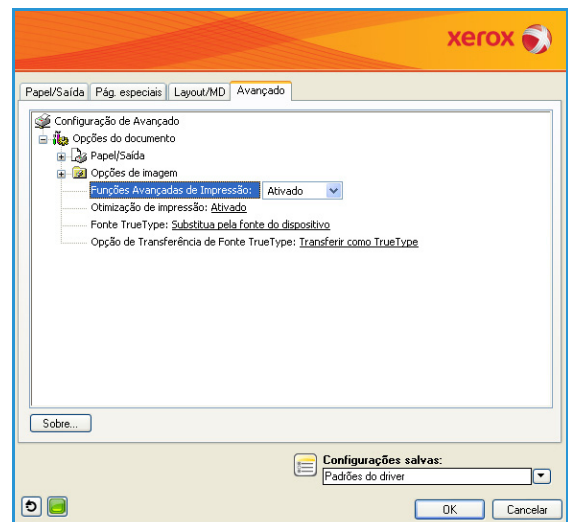 xerox
Papel/Saída Pág. especiais Layout/MD Avançado
Configuração de Avançado
Opções do documento
Papel/Saída
Opções de imagem
Funções Avançadas de Impressão: Ativado
Otimização de impressão: Ativado
Fonte TrueType: Substitua pela fonte do dispositivo
Opção de Transferência de Fonte TrueType: Transferir como TrueType
Sobre...
Configurações salvas:
Padrões do driver
OK Cancelar